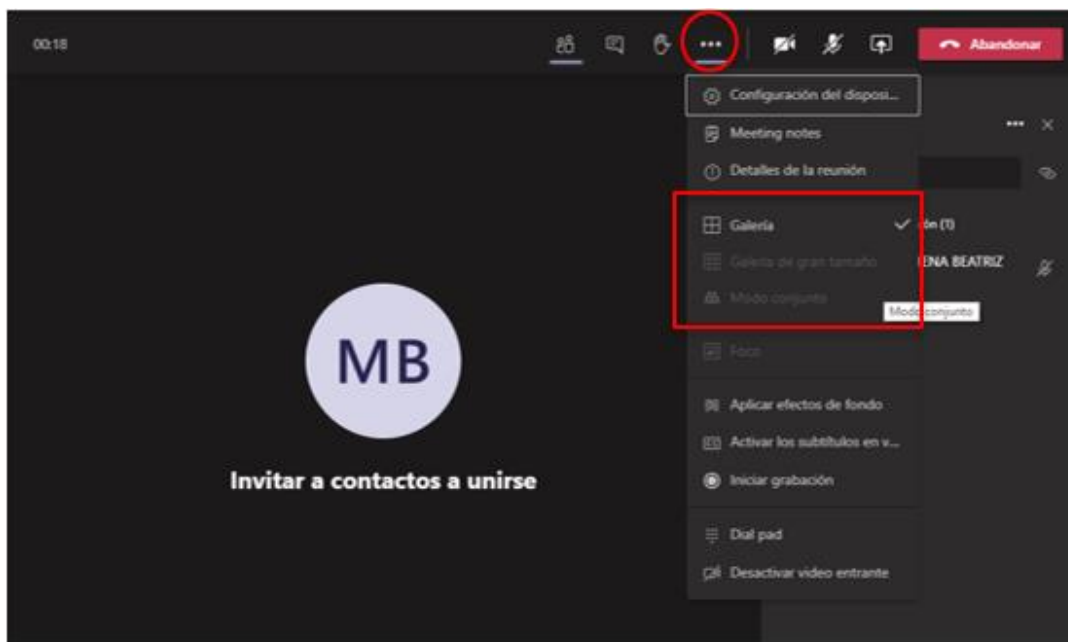 00:18
Abandonar
Configuración del disposi...
Meeting notes
Detalles de la reunión
Galería
ión (1)
Galería de gran tamaño
ENA BEATRIZ
Modo conjunto
Modo conjunto
Foco
MB
Aplicar efectos de fondo
Activar los subtítulos en v...
Invitar a contactos a unirse
Iniciar grabación
Dial pad
Desactivar video entrante